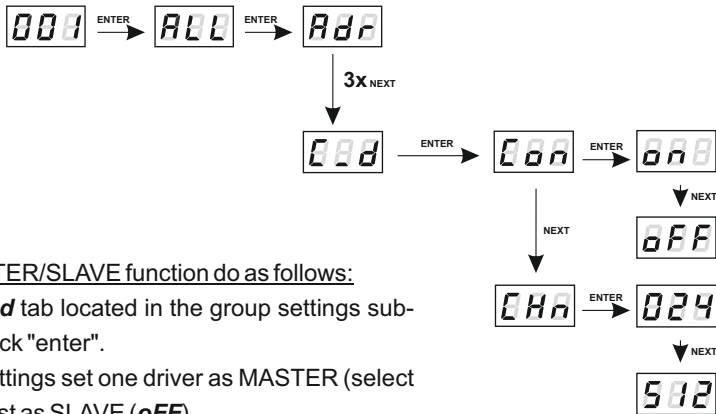 001 ENTER ALL ENTER Adr
3x NEXT
C_d ENTER Con ENTER on
NEXT
NEXT
oFF
TER/SLAVE function do as follows:
d tab located in the group settings sub-
ck "enter".
CHn ENTER 024
NEXT
ttings set one driver as MASTER (select
st as SLAVE (oFF)
512